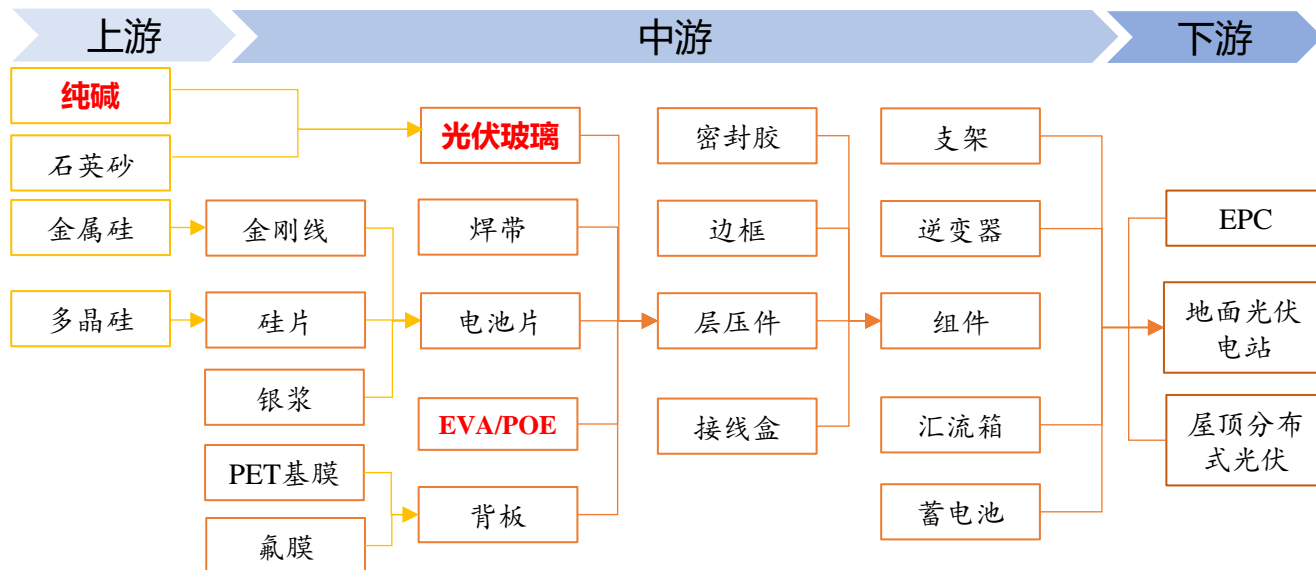 上游
中游
下游
纯碱
石英砂
金属硅
多晶硅
金刚线
硅片
银浆
PET基膜
氟膜
光伏玻璃
焊带
电池片
EVA/POE
背板
密封胶
边框
层压件
接线盒
支架
逆变器
组件
汇流箱
蓄电池
EPC
地面光伏
电站
屋顶分布
式光伏